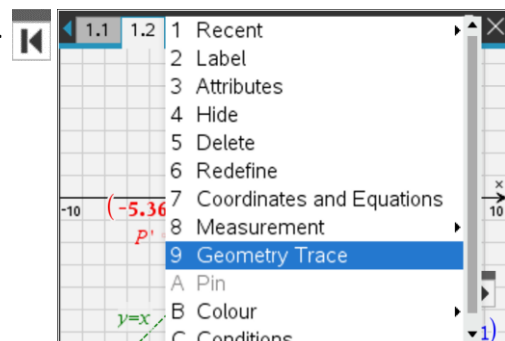 1.1 1.2
1 Recent
2 Label
3 Attributes
4 Hide
5 Delete
6 Redefine
7 Coordinates and Equations
8 Measurement
9 Geometry Trace
A Pin
B Colour
C Conditions
x
-10
(-5.36
10
P'
y=x
1)